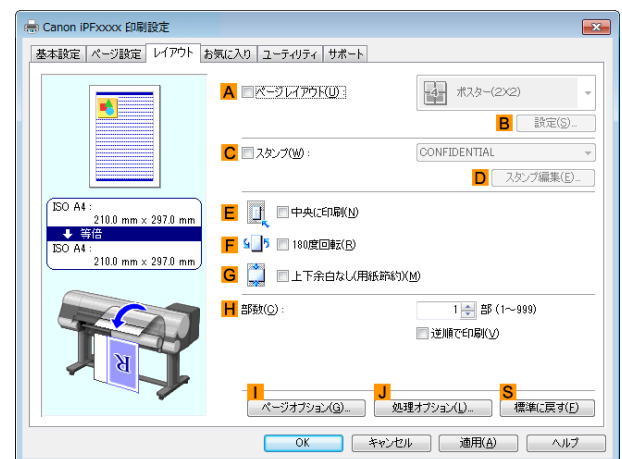 Canon iPFxxxx 印刷設定
基本設定 ページ設定 レイアウト お気に入り ユーティリティ サポート
A ページレイアウト(U) : 4 ポスター(2×2)
B 設定(S)...
C スタンプ(W) : CONFIDENTIAL
D スタンプ編集(E)...
ISO A4 :
210.0 mm x 297.0 mm
等倍
ISO A4 :
210.0 mm x 297.0 mm
E 中央に印刷(N)
F 180度回転(R)
G 上下余白なし(用紙節約)(M)
H 部数(C) : 1 部 (1～999)
逆順で印刷(V)
R
I ページオプション(G)...
J 処理オプション(L)...
S 標準に戻す(F)
OK キャンセル 適用(A) ヘルプ